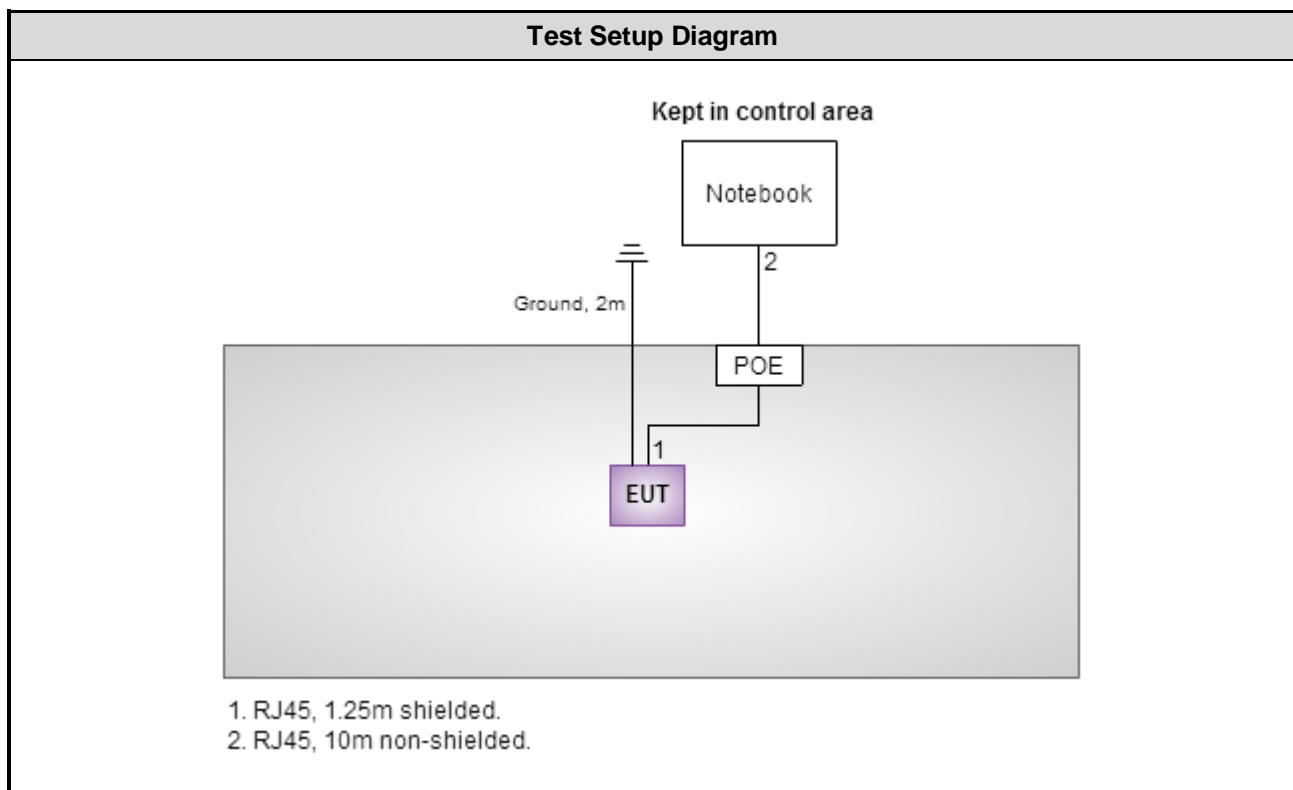 Test Setup Diagram
Kept in control area
Notebook
2
Ground, 2m
POE
1
EUT
1. RJ45, 1.25m shielded.
2. RJ45, 10m non-shielded.